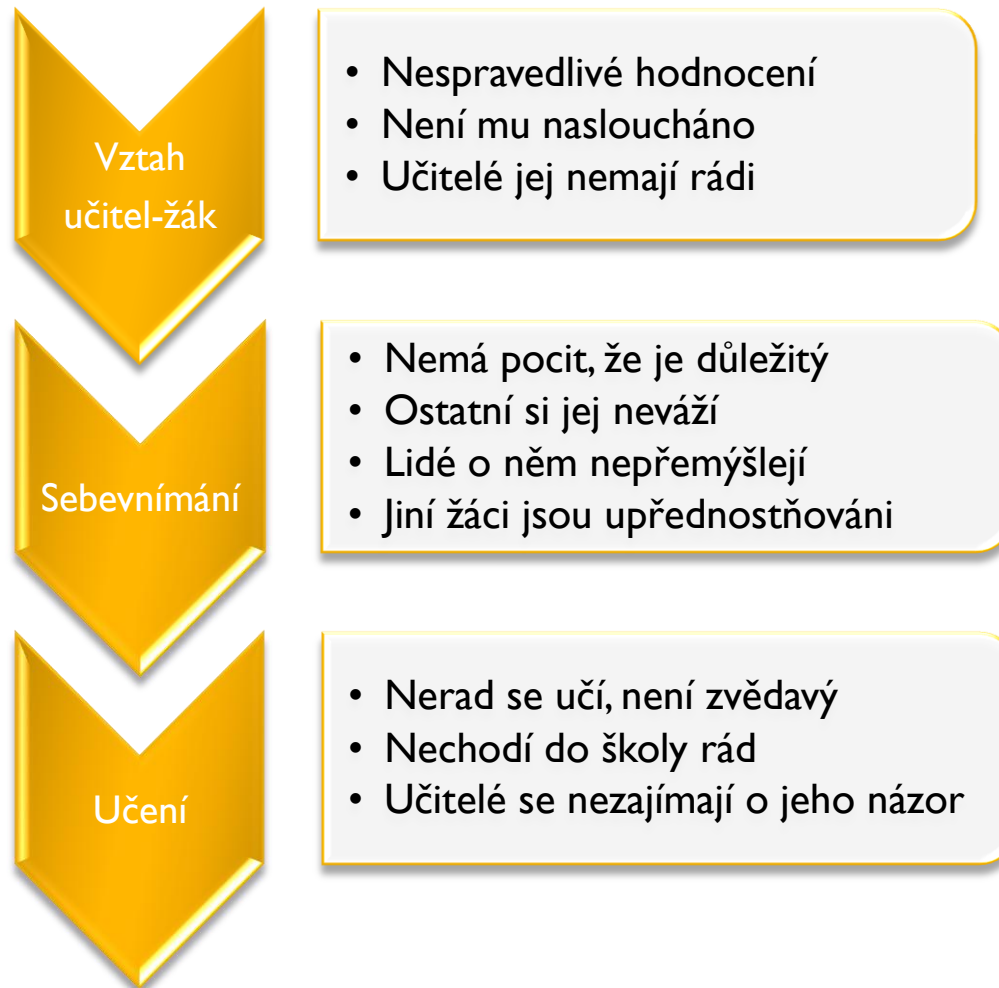 Vztah
učitel-žák
• Nespravedlivé hodnocení
• Není mu nasloucháno
• Učitelé jej nemají rádi
Sebevnímání
• Nemá pocit, že je důležitý
• Ostatní si jej neváží
• Lidé o něm nepřemýšlejí
• Jiní žáci jsou upřednostňováni
Učení
• Nerad se učí, není zvědavý
• Nechodí do školy rád
• Učitelé se nezajímají o jeho názor